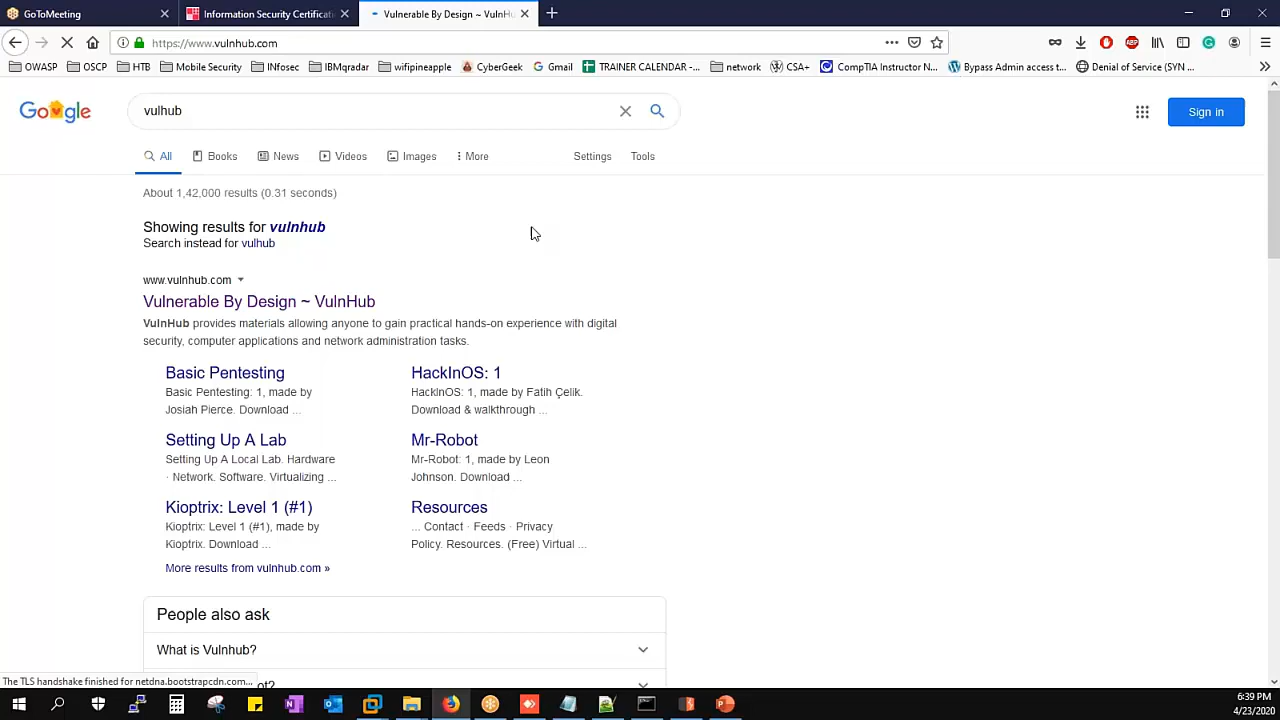 GoToMeeting
Information Security Certificati
Vulnerable By Design ~ VulnHu
https://www.vulnhub.com
OWASP
OSCP
HTB
Mobile Security
INfosec
IBMqradar
wifipineapple
CyberGeek
Gmail
TRAINER CALENDAR -...
network
CSA+
CompTIA Instructor N...
Bypass Admin access t...
Denial of Service (SYN ...
Google
vulhub
Sign in
All
Books
News
Videos
Images
More
Settings
Tools
About 1,42,000 results (0.31 seconds)
Showing results for vulnhub
Search instead for vulhub
www.vulnhub.com
Vulnerable By Design ~ VulnHub
VulnHub provides materials allowing anyone to gain practical hands-on experience with digital
security, computer applications and network administration tasks.
Basic Pentesting
Basic Pentesting: 1, made by
Josiah Pierce. Download ...
HackInOS: 1
HackInOS: 1, made by Fatih Çelik.
Download & walkthrough ...
Setting Up A Lab
Setting Up A Local Lab. Hardware
· Network. Software. Virtualizing ...
Mr-Robot
Mr-Robot: 1, made by Leon
Johnson. Download ...
Kioptrix: Level 1 (#1)
Kioptrix: Level 1 (#1), made by
Kioptrix. Download ...
Resources
... Contact · Feeds · Privacy
Policy. Resources. (Free) Virtual ...
More results from vulnhub.com »
People also ask
What is Vulnhub?
ot?
The TLS handshake finished for netdna.bootstrapcdn.com...
6:39 PM
4/23/2020